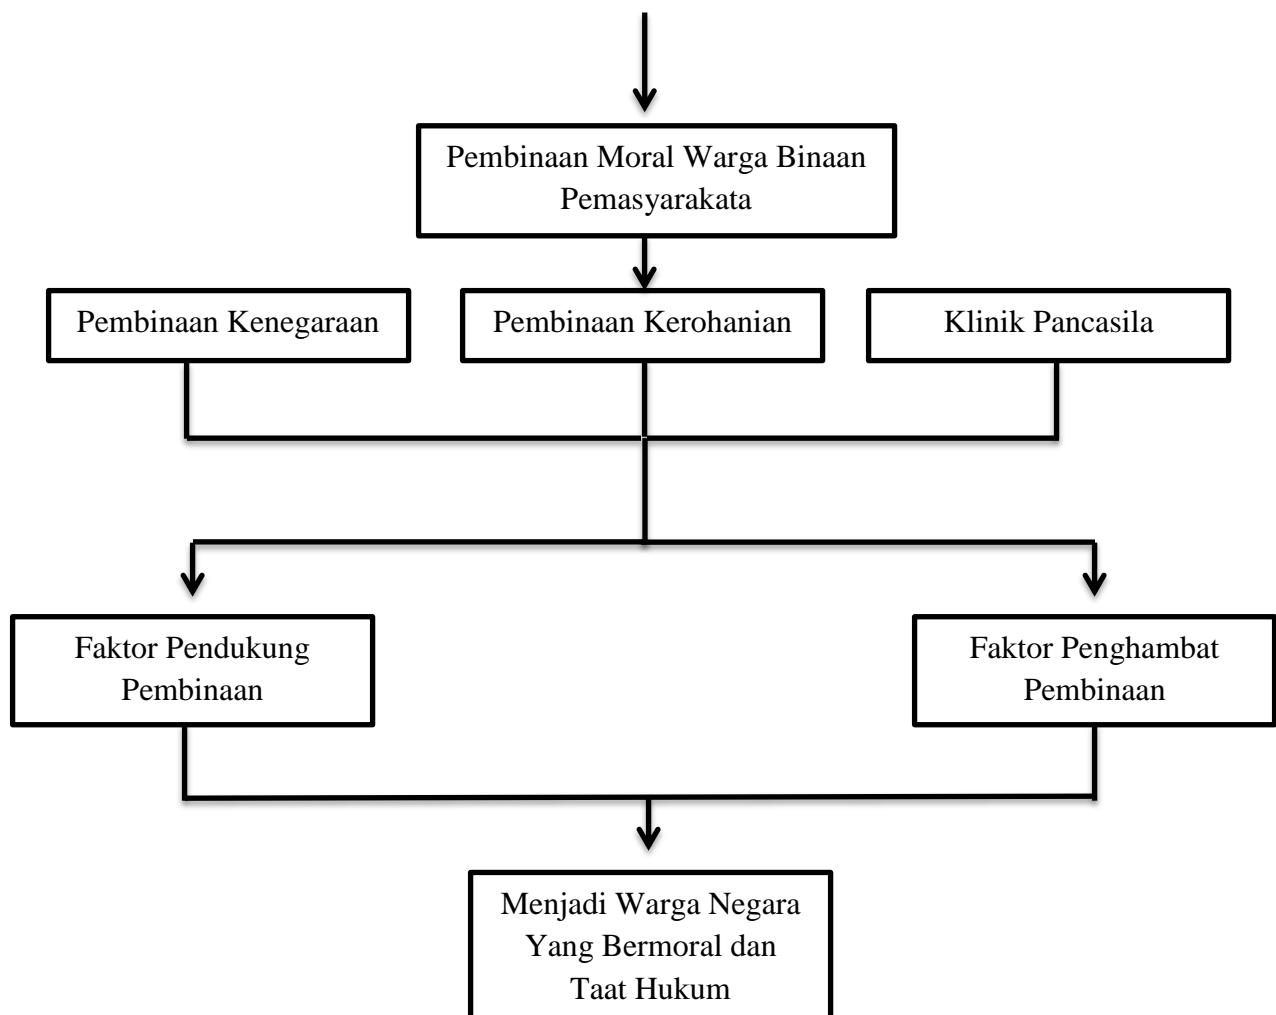 Pembinaan Moral Warga Binaan
Pemasyarakata
Pembinaan Kenegaraan
Pembinaan Kerohanian
Klinik Pancasila
Faktor Pendukung
Pembinaan
Faktor Penghambat
Pembinaan
Menjadi Warga Negara
Yang Bermoral dan
Taat Hukum